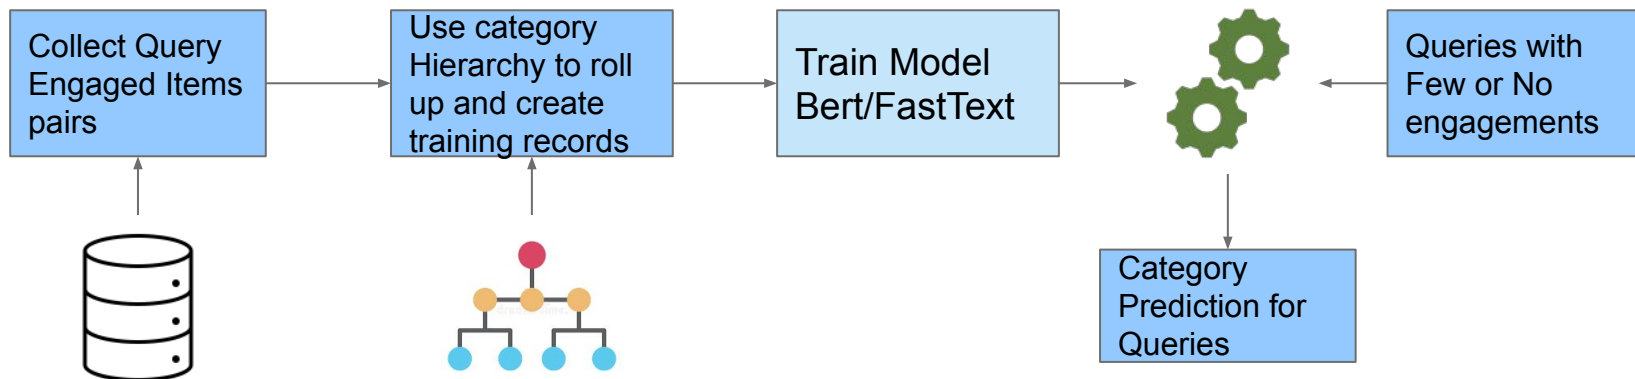 Collect Query
Engaged Items
pairs
Use category
Hierarchy to roll
up and create
training records
Train Model
Bert/FastText
Queries with
Few or No
engagements
Category
Prediction for
Queries